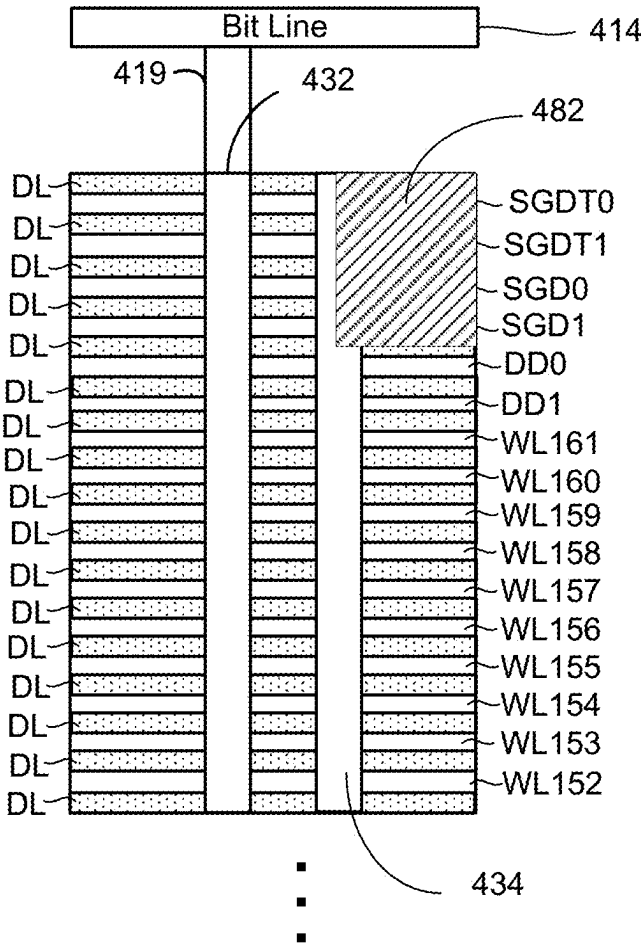 Bit Line
414
419
432
482
DL
SGDT0
DL
SGDT1
DL
SGD0
DL
SGD1
DL
DD0
DL
DD1
DL
WL161
DL
WL160
DL
WL159
DL
WL158
DL
WL157
DL
WL156
DL
WL155
DL
WL154
DL
WL153
DL
WL152
DL
434